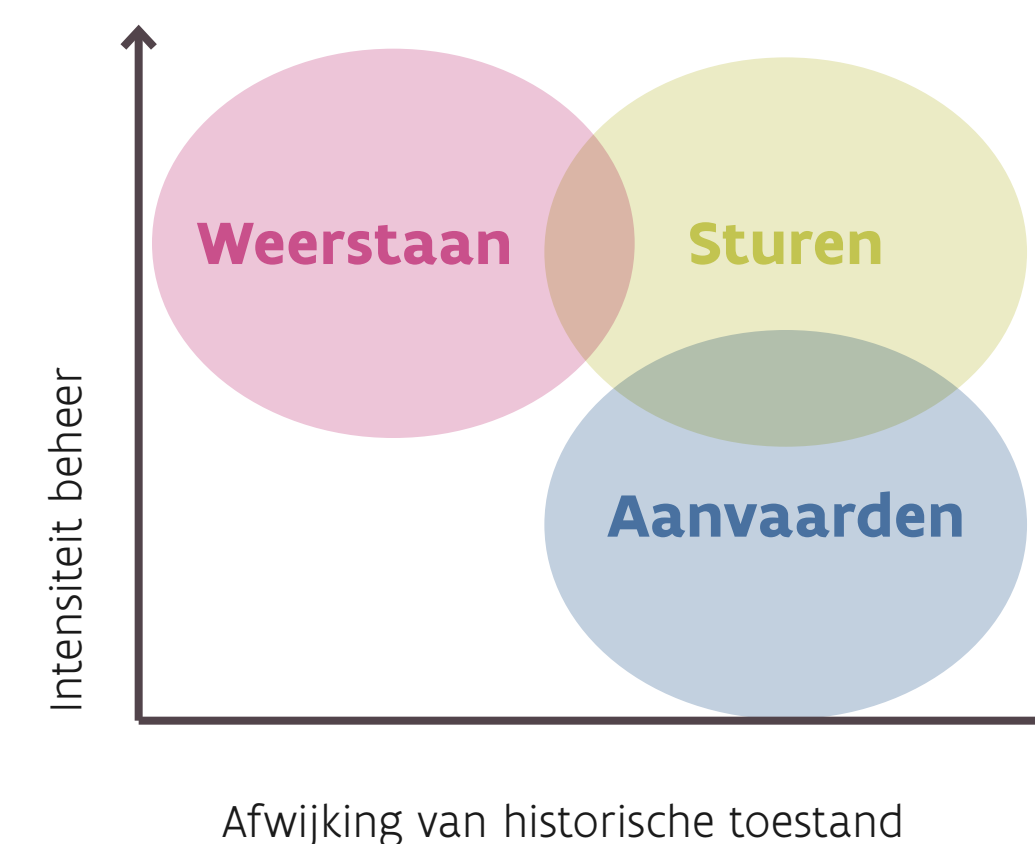 Weerstaan
Sturen
Aanvaarden
Intensiteit beheer
Afwijking van historische toestand